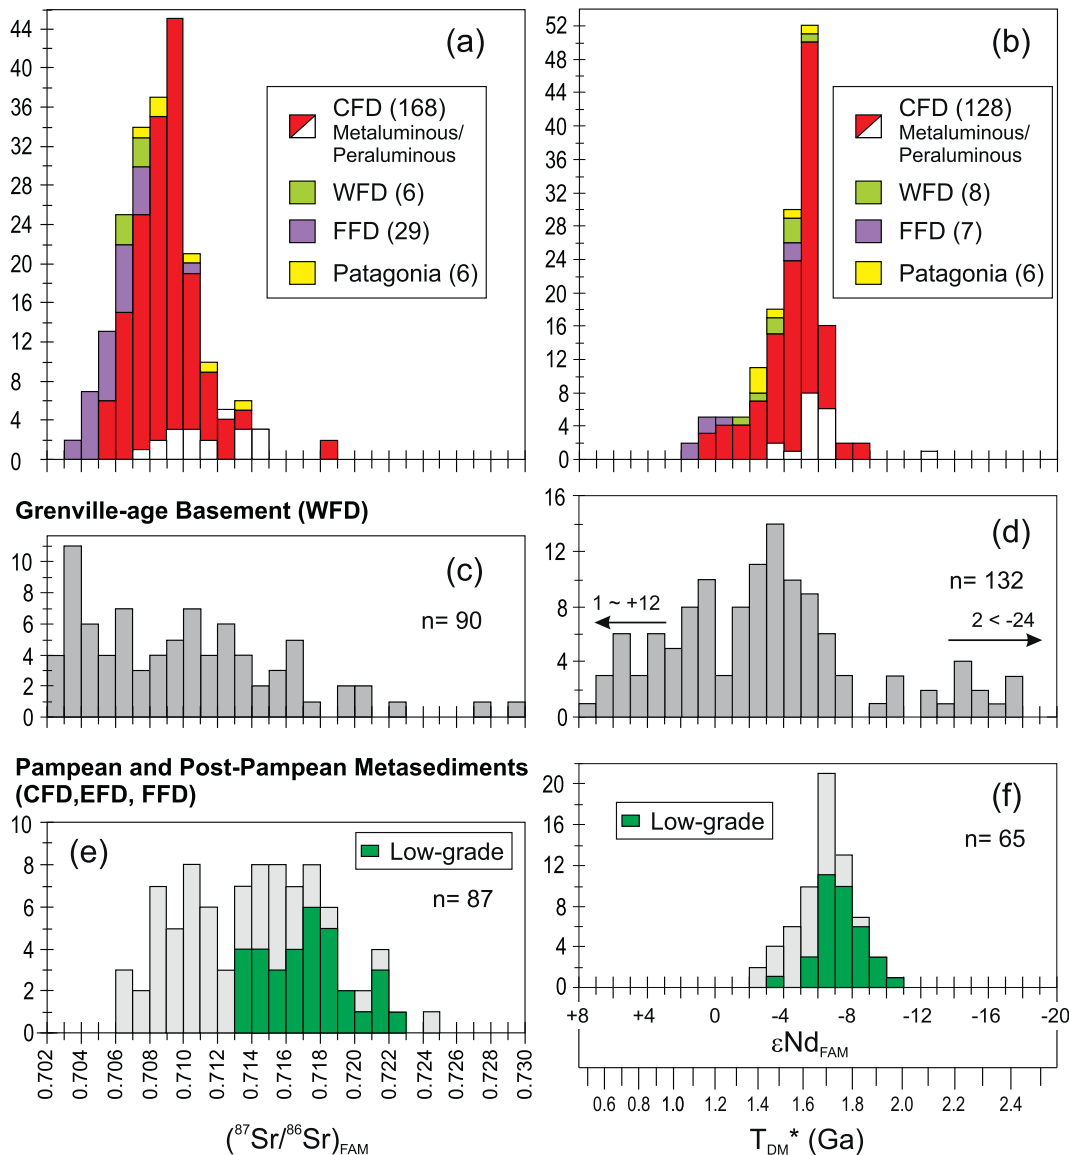 (a)
44
40
36
32
28
24
20
16
12
8
4
0
CFD (168)
Metaluminous/
Peraluminous
WFD (6)
FFD (29)
Patagonia (6)
(b)
52
48
44
40
36
32
28
24
20
16
12
8
4
0
CFD (128)
Metaluminous/
Peraluminous
WFD (8)
FFD (7)
Patagonia (6)
Grenville-age Basement (WFD)
(c)
n= 90
10
8
6
4
2
0
(d)
n= 132
1 ~ +12
2 < -24
16
12
8
4
0
Pampean and Post-Pampean Metasediments
(CFD,EFD, FFD)
(e)
Low-grade
n= 87
10
8
6
4
2
0
0.702 0.704 0.706 0.708 0.710 0.712 0.714 0.716 0.718 0.720 0.722 0.724 0.726 0.728 0.730
(87Sr/86Sr)FAM
(f)
Low-grade
n= 65
20
16
12
8
4
0
+8 +4 0 -4 -8 -12 -16 -20
εNdFAM
0.6 0.8 1.0 1.2 1.4 1.6 1.8 2.0 2.2 2.4
TDM* (Ga)